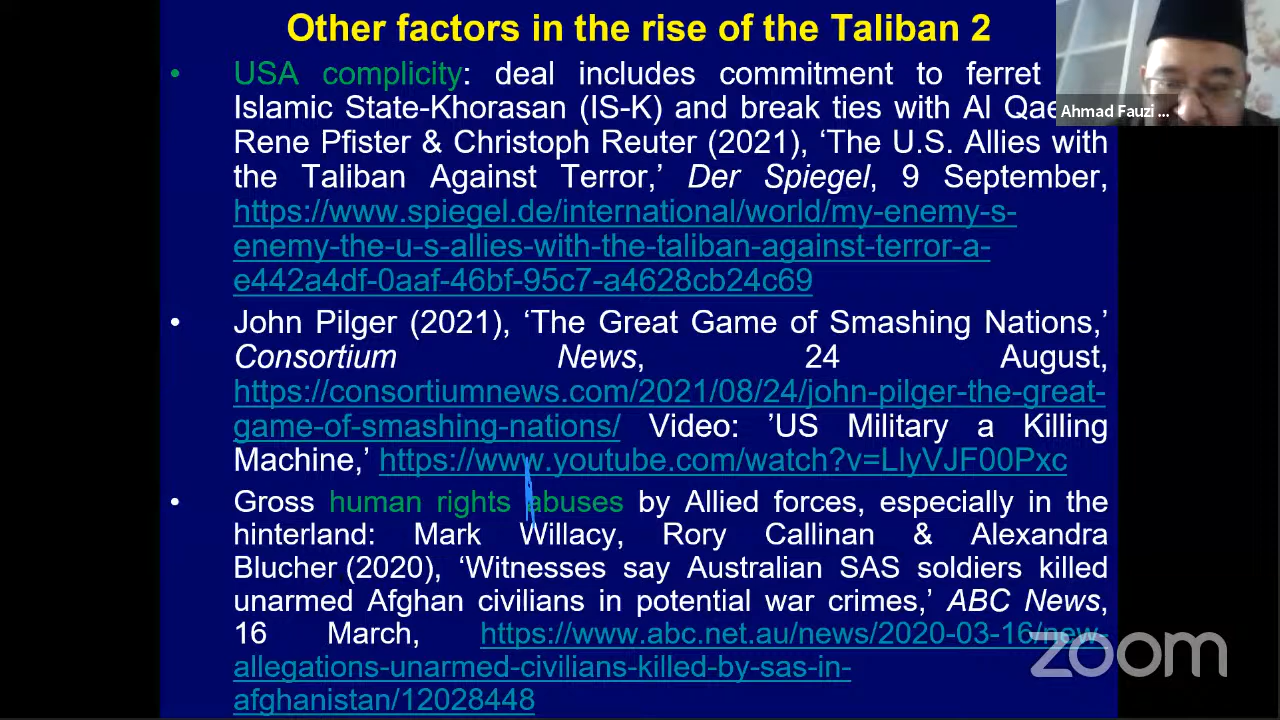 Other factors in the rise of the Taliban 2
• USA complicity: deal includes commitment to ferret
Islamic State-Khorasan (IS-K) and break ties with Al Qae
Ahmad Fauzi ...
Rene Pfister & Christoph Reuter (2021), ‘The U.S. Allies with
the Taliban Against Terror,’ Der Spiegel, 9 September,
https://www.spiegel.de/international/world/my-enemy-s-
enemy-the-u-s-allies-with-the-taliban-against-terror-a-
e442a4df-0aaf-46bf-95c7-a4628cb24c69
• John Pilger (2021), ‘The Great Game of Smashing Nations,’
Consortium News, 24 August,
https://consortiumnews.com/2021/08/24/john-pilger-the-great-
game-of-smashing-nations/ Video: ’US Military a Killing
Machine,’ https://www.youtube.com/watch?v=LlyVJF00Pxc
• Gross human rights abuses by Allied forces, especially in the
hinterland: Mark Willacy, Rory Callinan & Alexandra
Blucher (2020), ‘Witnesses say Australian SAS soldiers killed
unarmed Afghan civilians in potential war crimes,’ ABC News,
16 March, https://www.abc.net.au/news/2020-03-16/new-
allegations-unarmed-civilians-killed-by-sas-in-
afghanistan/12028448
zoom